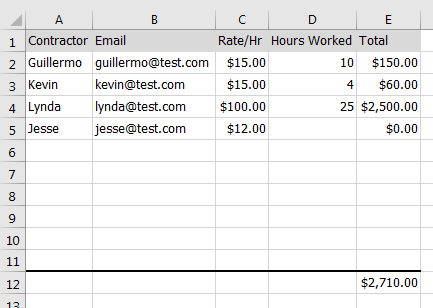 A B C D E
1 Contractor Email Rate/Hr Hours Worked Total
2 Guillermo guillermo@test.com $15.00 10 $150.00
3 Kevin kevin@test.com $15.00 4 $60.00
4 Lynda lynda@test.com $100.00 25 $2,500.00
5 Jesse jesse@test.com $12.00 $0.00
6
7
8
9
10
11
12 $2,710.00
13